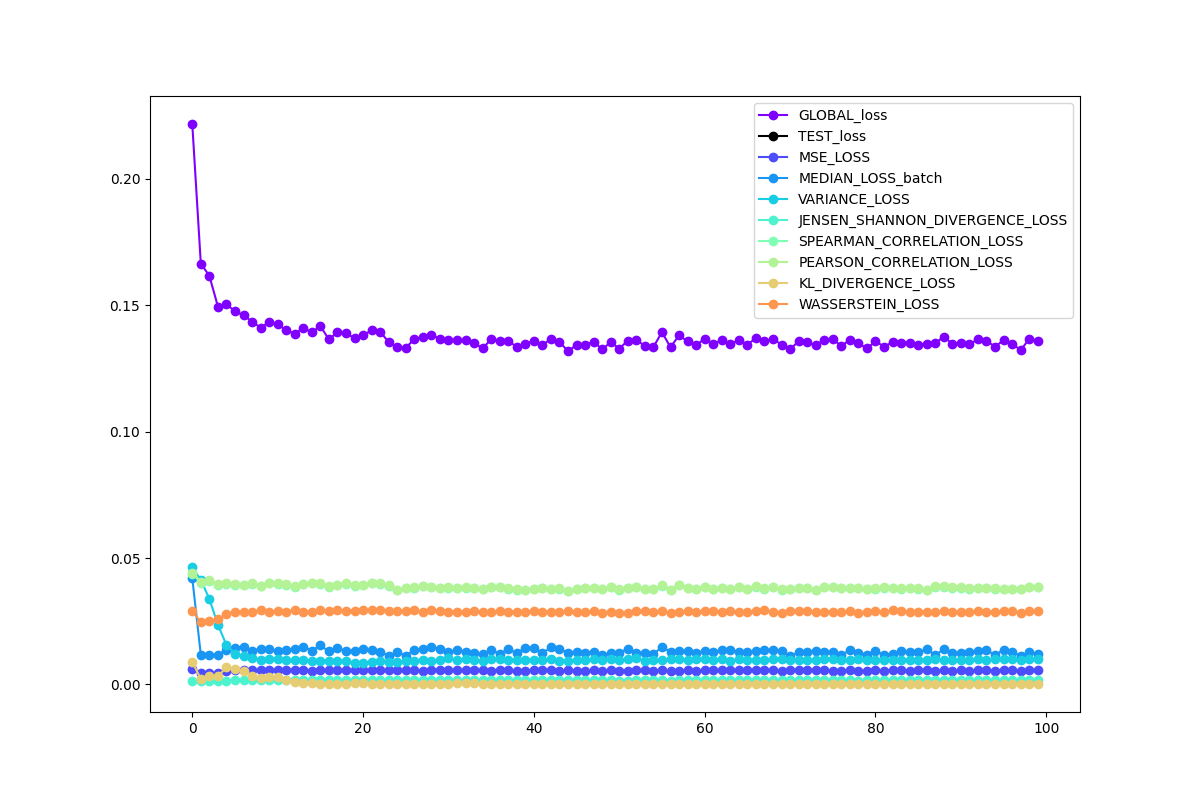 GLOBAL_loss
TEST_loss
MSE_LOSS
MEDIAN_LOSS_batch
VARIANCE_LOSS
JENSEN_SHANNON_DIVERGENCE_LOSS
SPEARMAN_CORRELATION_LOSS
PEARSON_CORRELATION_LOSS
KL_DIVERGENCE_LOSS
WASSERSTEIN_LOSS
0.20
0.15
0.10
0.05
0.00
0 20 40 60 80 100